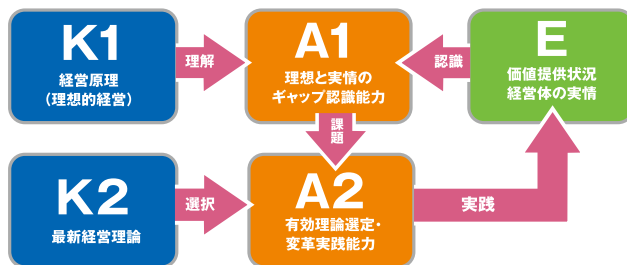 K1
経営原理
（理想的経営）
理解
A1
理想と実情の
ギャップ認識能力
認識
E
価値提供状況
経営体の実情
課題
K2
最新経営理論
選択
A2
有効理論選定・
変革実践能力
実践